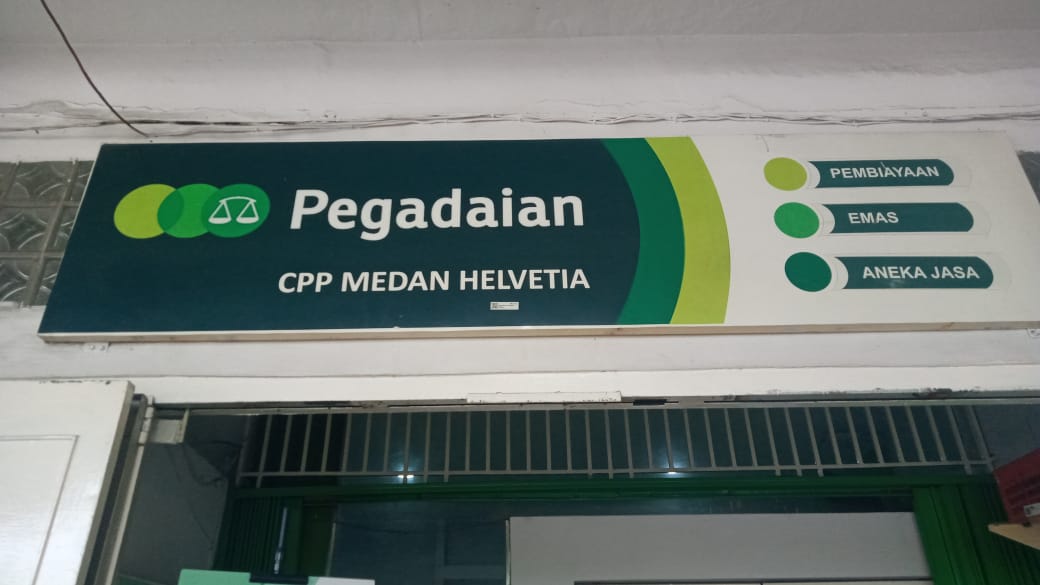 Pegadaian
CPP MEDAN HELVETIA
PEMBIAYAAN
EMAS
ANEKA JASA